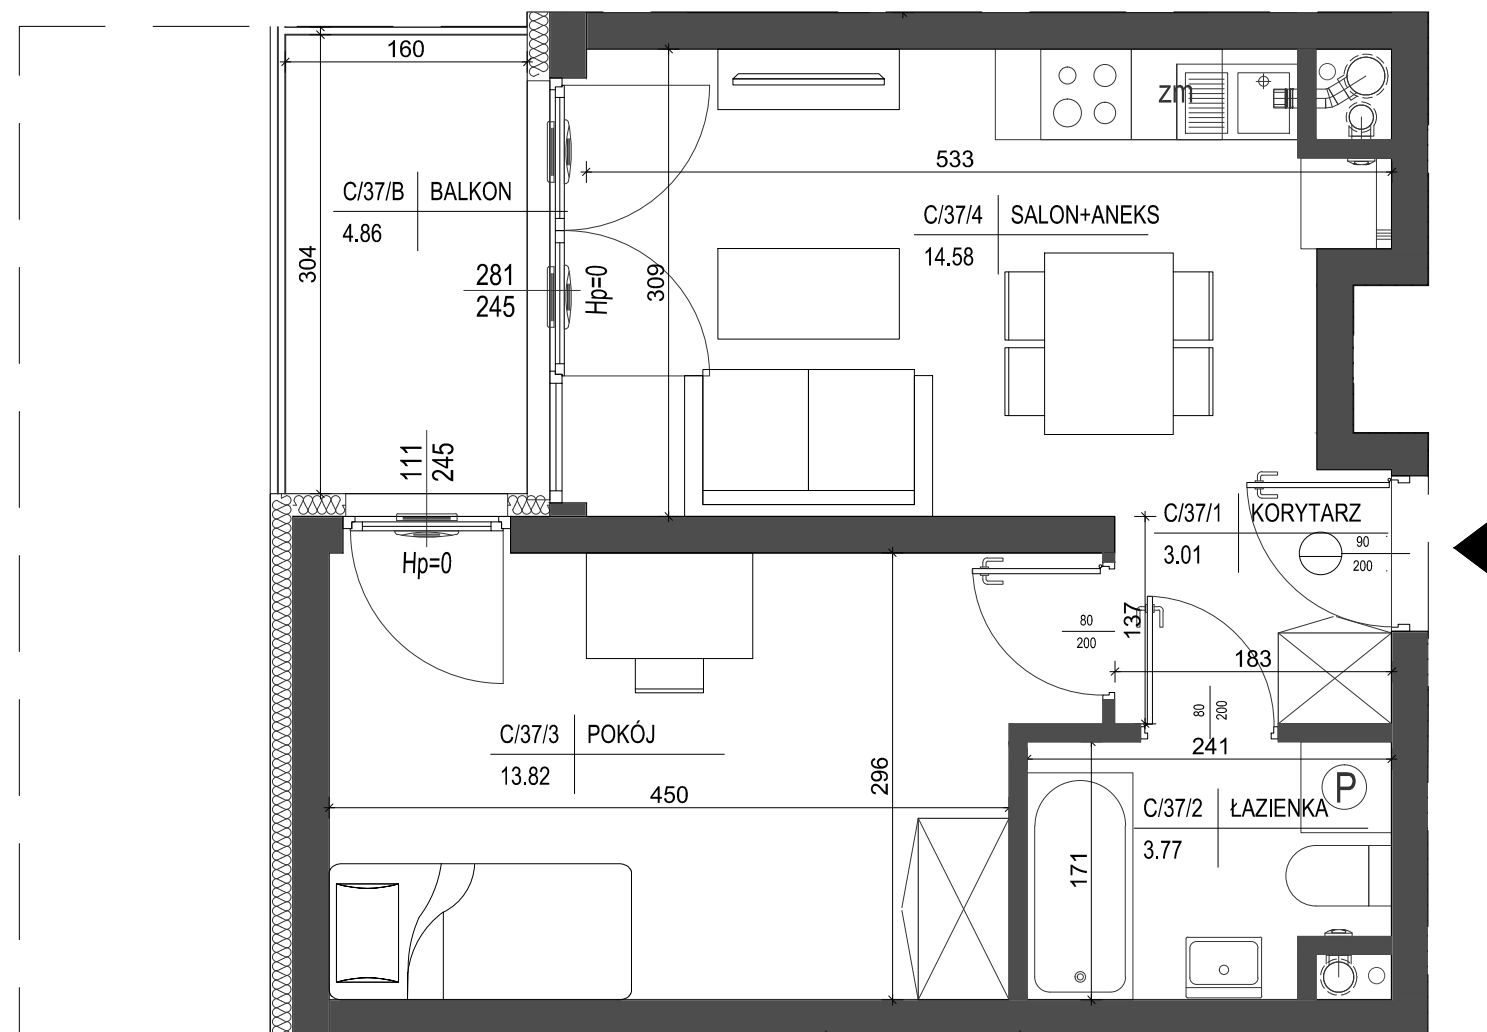 160
304
C/37/B BALKON
4.86
281
245
Hp=0
309
111
245
Hp=0
zm
533
C/37/4 SALON+ANEKS
14.58
C/37/1 KORYTARZ
3.01
90
200
80
200
137
183
80
200
241
C/37/3 POKÓJ
13.82
450
296
P
C/37/2 ŁAZIENKA
3.77
171